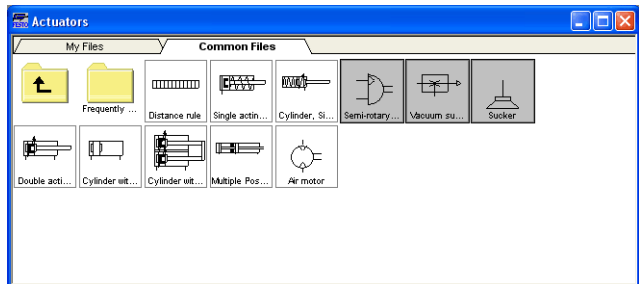 FESTO Actuators
My Files Common Files
Frequently ... Distance rule Single actin... Cylinder, Si... Semi-rotary... Vacuum su... Sucker
Double acti... Cylinder wit... Cylinder wit... Multiple Pos... Air motor